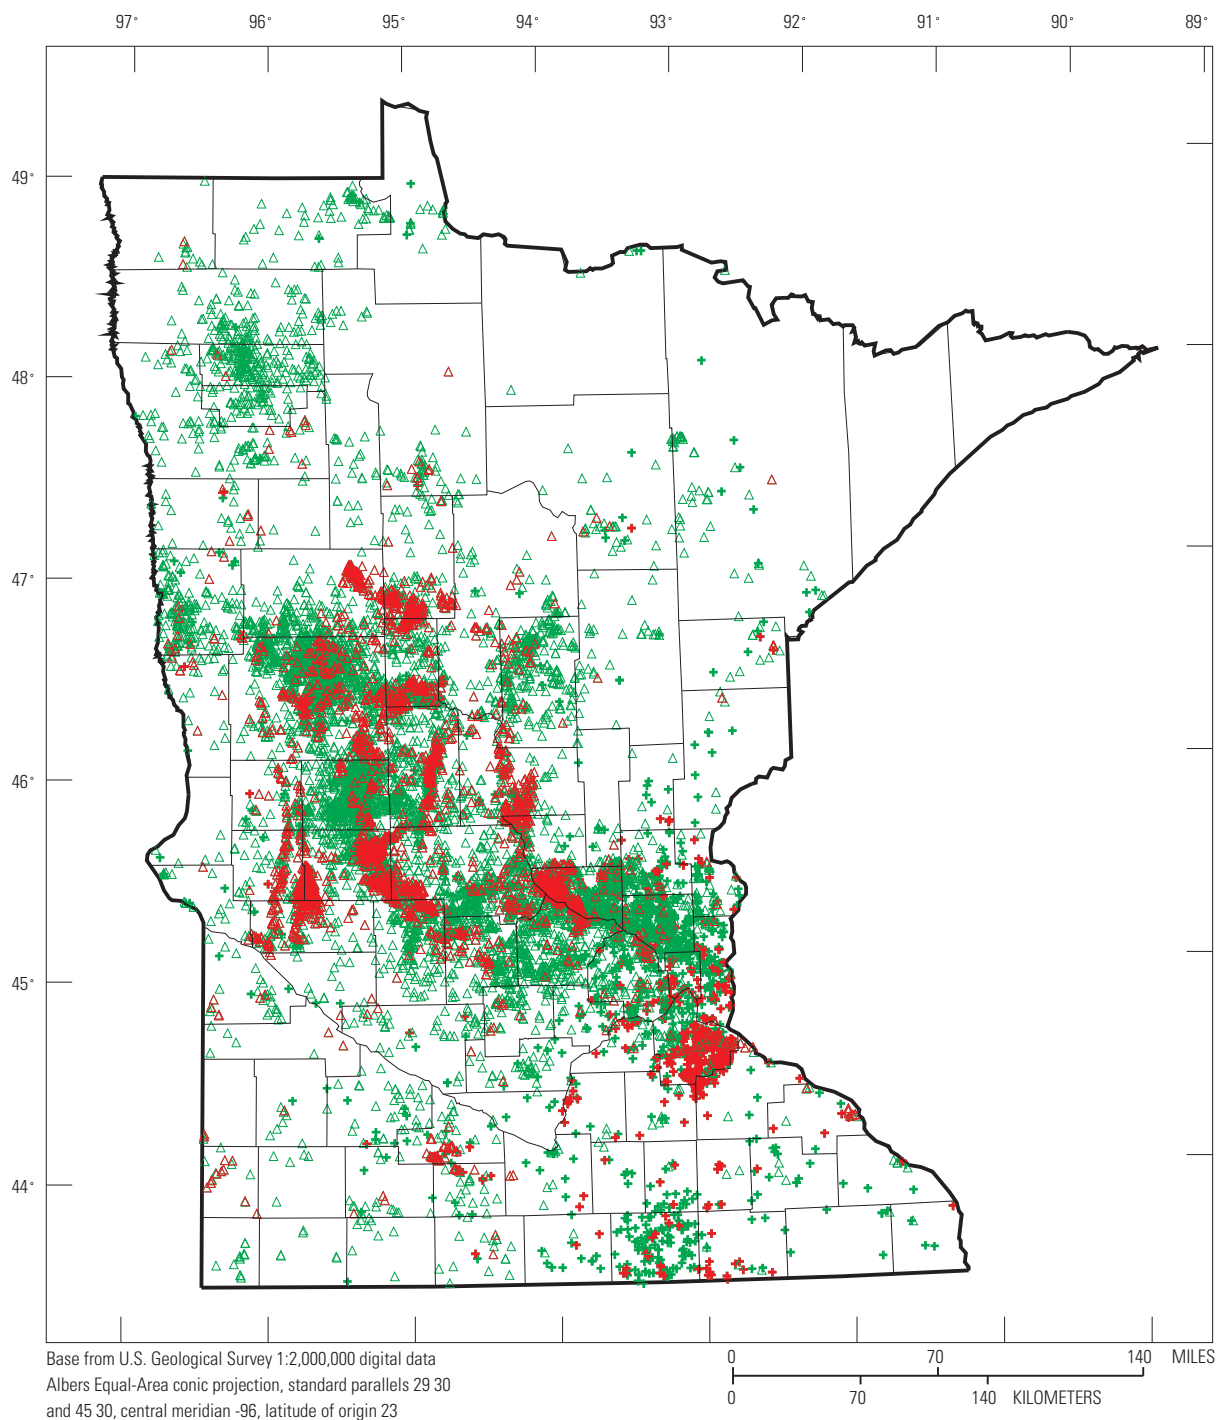 97° 96° 95° 94° 93° 92° 91° 90° 89°
49°
48°
47°
46°
45°
44°
Base from U.S. Geological Survey 1:2,000,000 digital data
Albers Equal-Area conic projection, standard parallels 29 30
and 45 30, central meridian -96, latitude of origin 23
0 70 140 MILES
0 70 140 KILOMETERS